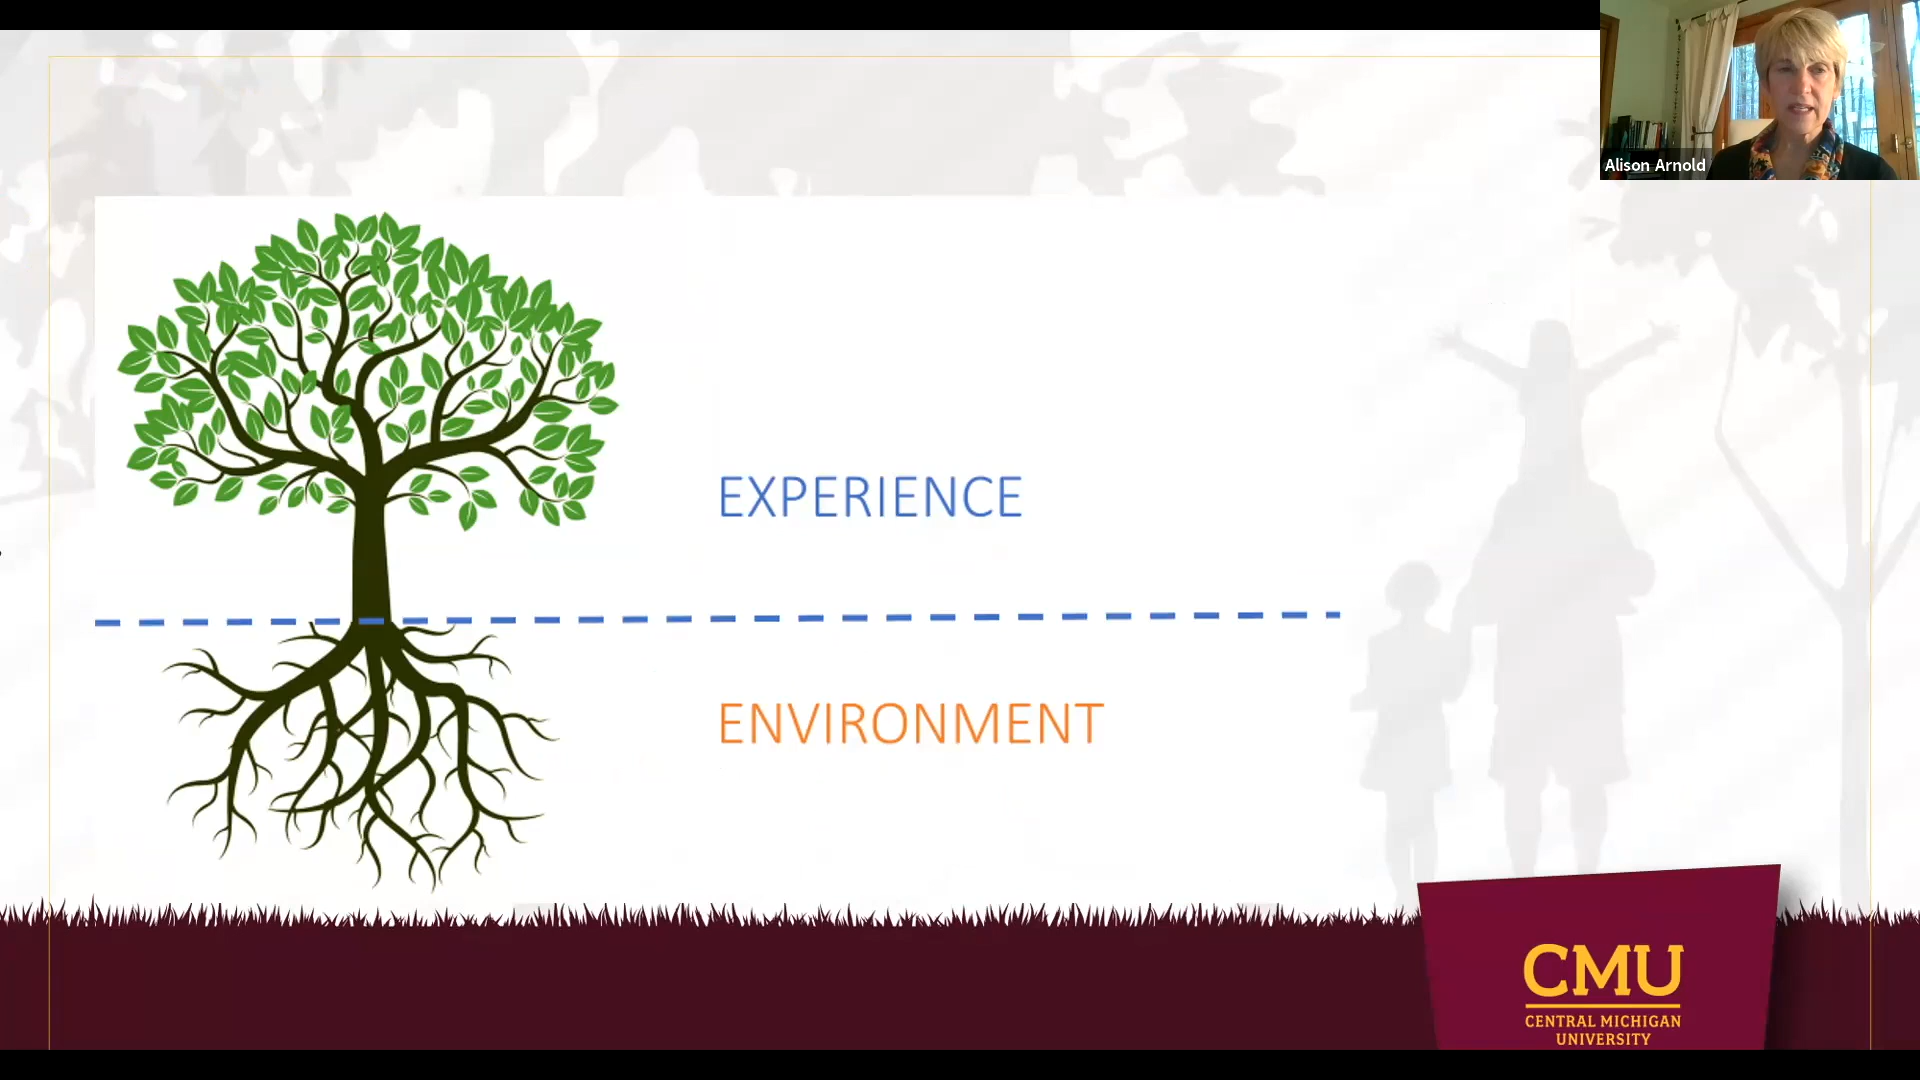 Alison Arnold
EXPERIENCE
ENVIRONMENT
CMU
CENTRAL MICHIGAN
UNIVERSITY